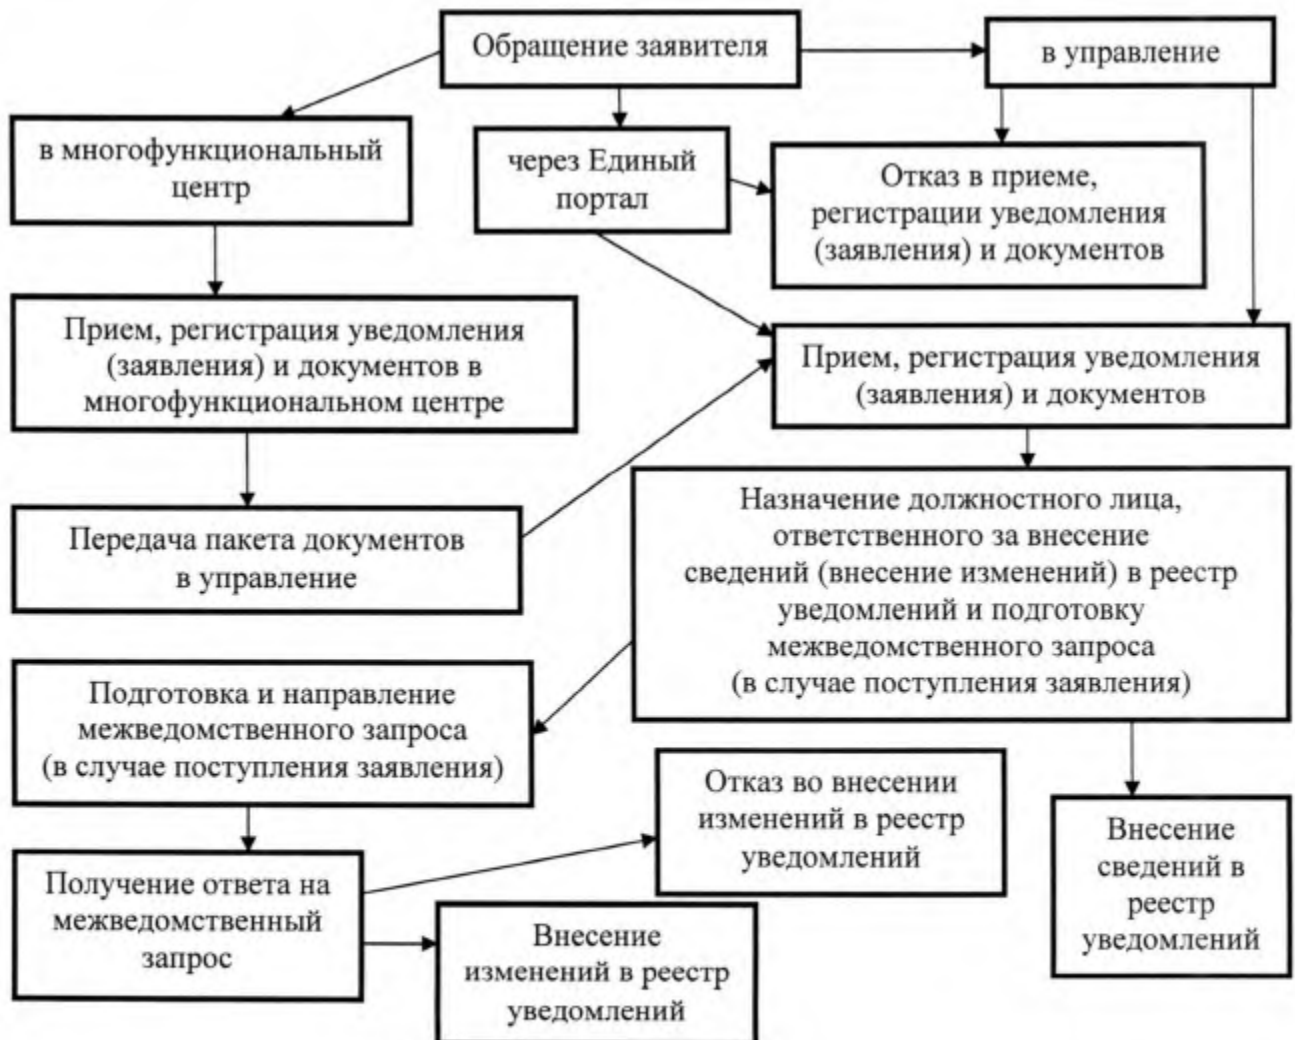 Обращение заявителя
в управление
в многофункциональный
центр
через Единый
портал
Отказ в приеме,
регистрации уведомления
(заявления) и документов
Прием, регистрация уведомления
(заявления) и документов в
многофункциональном центре
Прием, регистрация уведомления
(заявления) и документов
Передача пакета документов
в управление
Назначение должностного лица,
ответственного за внесение
сведений (внесение изменений) в реестр
уведомлений и подготовку
межведомственного запроса
(в случае поступления заявления)
Подготовка и направление
межведомственного запроса
(в случае поступления заявления)
Отказ во внесении
изменений в реестр
уведомлений
Внесение
сведений в
реестр
уведомлений
Получение ответа на
межведомственный
запрос
Внесение
изменений в реестр
уведомлений